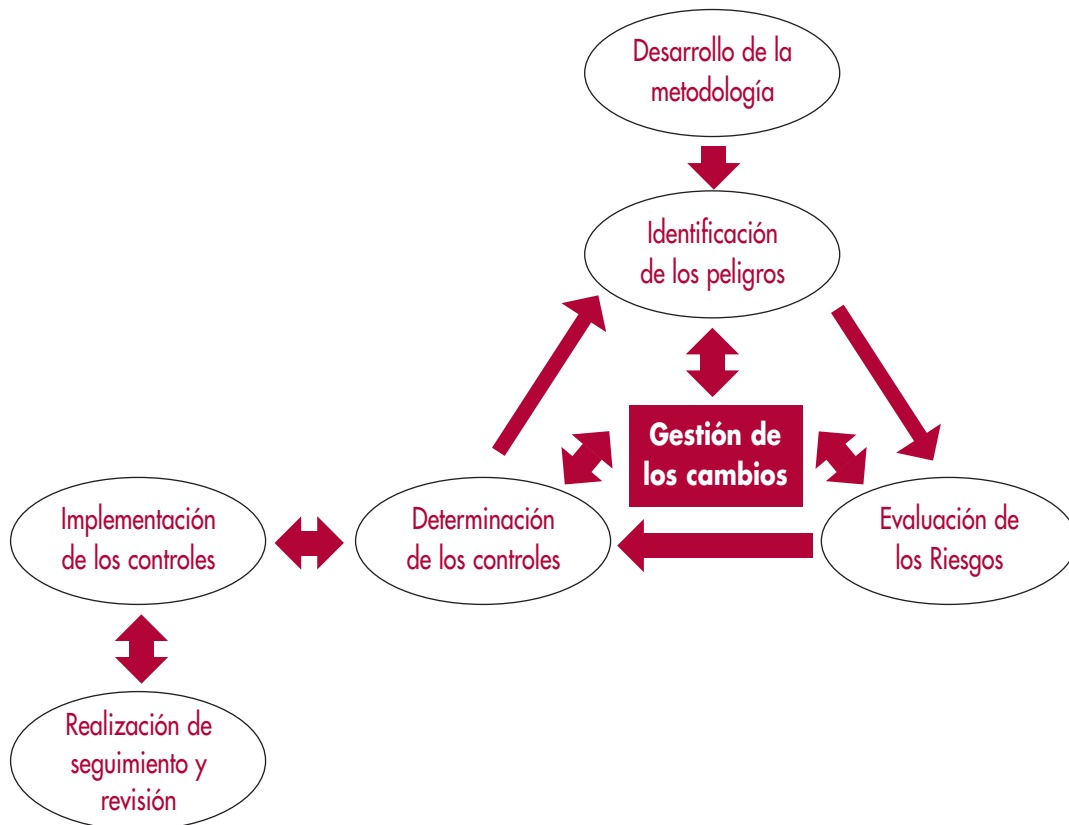 Desarrollo de la
metodología
Identificación
de los peligros
Gestión de
los cambios
Implementación
de los controles
Determinación
de los controles
Evaluación de
los Riesgos
Realización de
seguimiento y
revisión